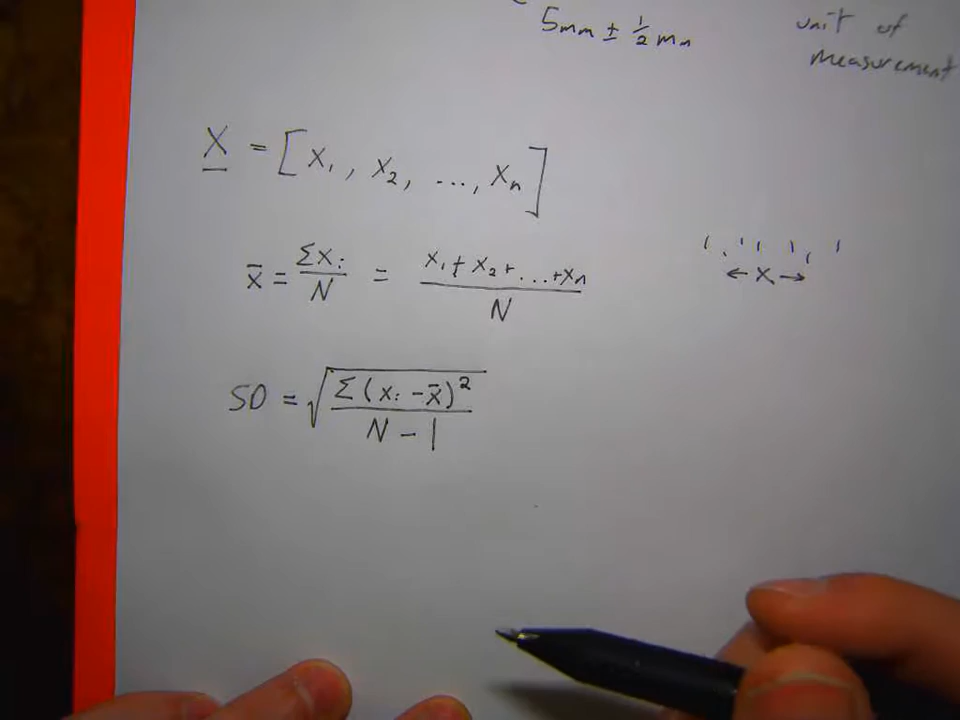 5mm ± 1/2 mm
unit of
measurement
X = [x₁, x₂, ..., xₙ]
x̄ = Σxᵢ/N = x₁+x₂+...+xₙ/N
← x →
SD = √(Σ(xᵢ-x̄)²/N-1)